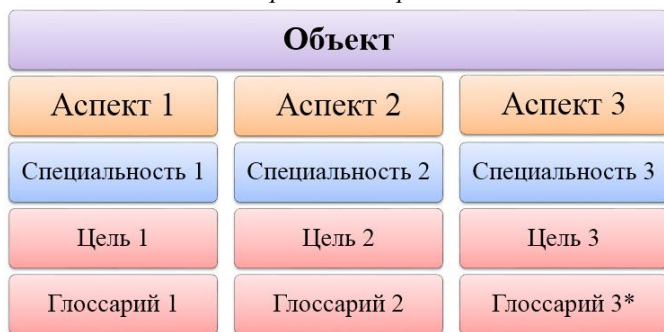 Объект
Аспект 1 Аспект 2 Аспект 3
Специальность 1 Специальность 2 Специальность 3
Цель 1 Цель 2 Цель 3
Глоссарий 1 Глоссарий 2 Глоссарий 3*